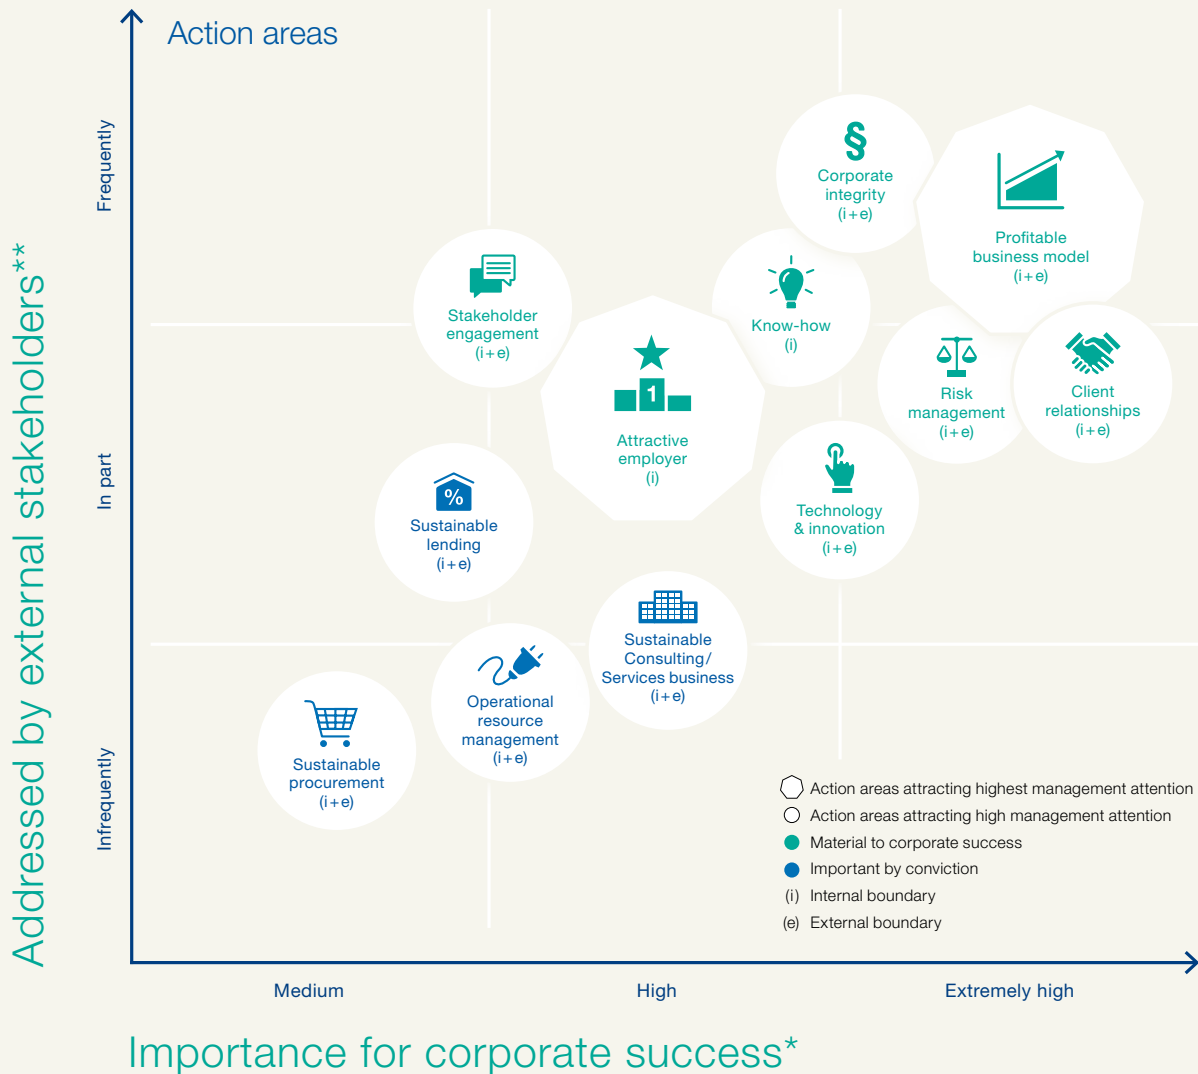 Action areas
Addressed by external stakeholders**
Frequently
In part
Infrequently
§
Corporate
integrity
(i+e)
Profitable
business model
(i+e)
Stakeholder
engagement
(i+e)
Know-how
(i)
1
Attractive
employer
(i)
Risk
management
(i+e)
Client
relationships
(i+e)
%
Sustainable
lending
(i+e)
Technology
& innovation
(i+e)
Sustainable
Consulting/
Services business
(i+e)
Operational
resource
management
(i+e)
Sustainable
procurement
(i+e)
Action areas attracting highest management attention
Action areas attracting high management attention
Material to corporate success
Important by conviction
(i) Internal boundary
(e) External boundary
Medium
High
Extremely high
Importance for corporate success*